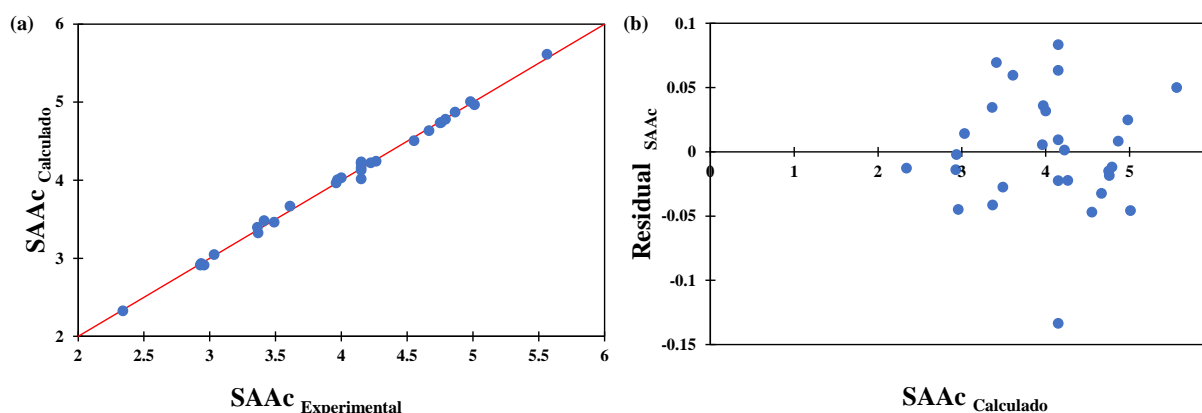 (a)
SAAc Calculado
6
5
4
3
2
2 2.5 3 3.5 4 4.5 5 5.5 6
SAAc Experimental
(b)
Residual SAAc
0.1
0.05
0
-0.05
-0.1
-0.15
0 1 2 3 4 5
SAAc Calculado